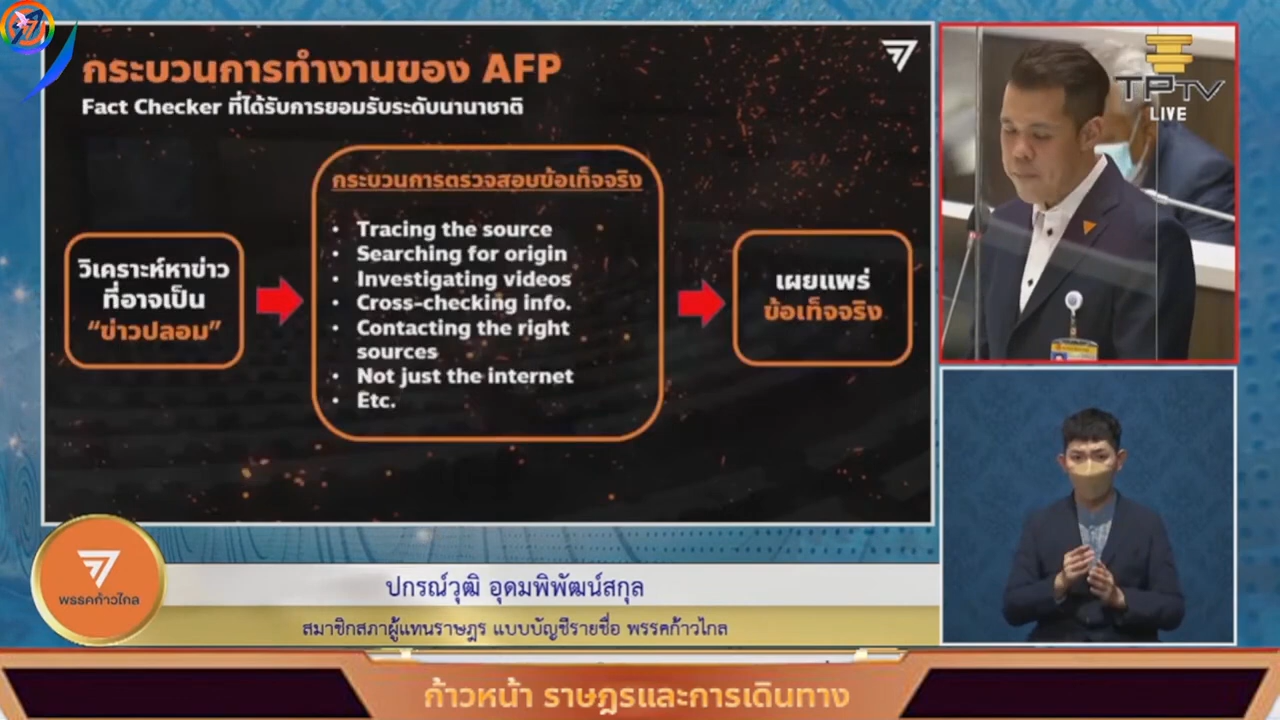 กระบวนการทำงานของ AFP
Fact Checker ที่ได้รับการยอมรับระดับนานาชาติ
วิเคราะห์หาข่าว
ที่อาจเป็น
“ข่าวปลอม”
กระบวนการตรวจสอบข้อเท็จจริง
• Tracing the source
• Searching for origin
• Investigating videos
• Cross-checking info.
• Contacting the right
sources
• Not just the internet
• Etc.
เผยแพร่
ข้อเท็จจริง
TPTV
LIVE
พรรคก้าวไกล
ปกรณ์วุฒิ อุดมพิพัฒน์สกุล
สมาชิกสภาผู้แทนราษฎร แบบบัญชีรายชื่อ พรรคก้าวไกล
ก้าวหน้า ราษฎรและการเดินทาง